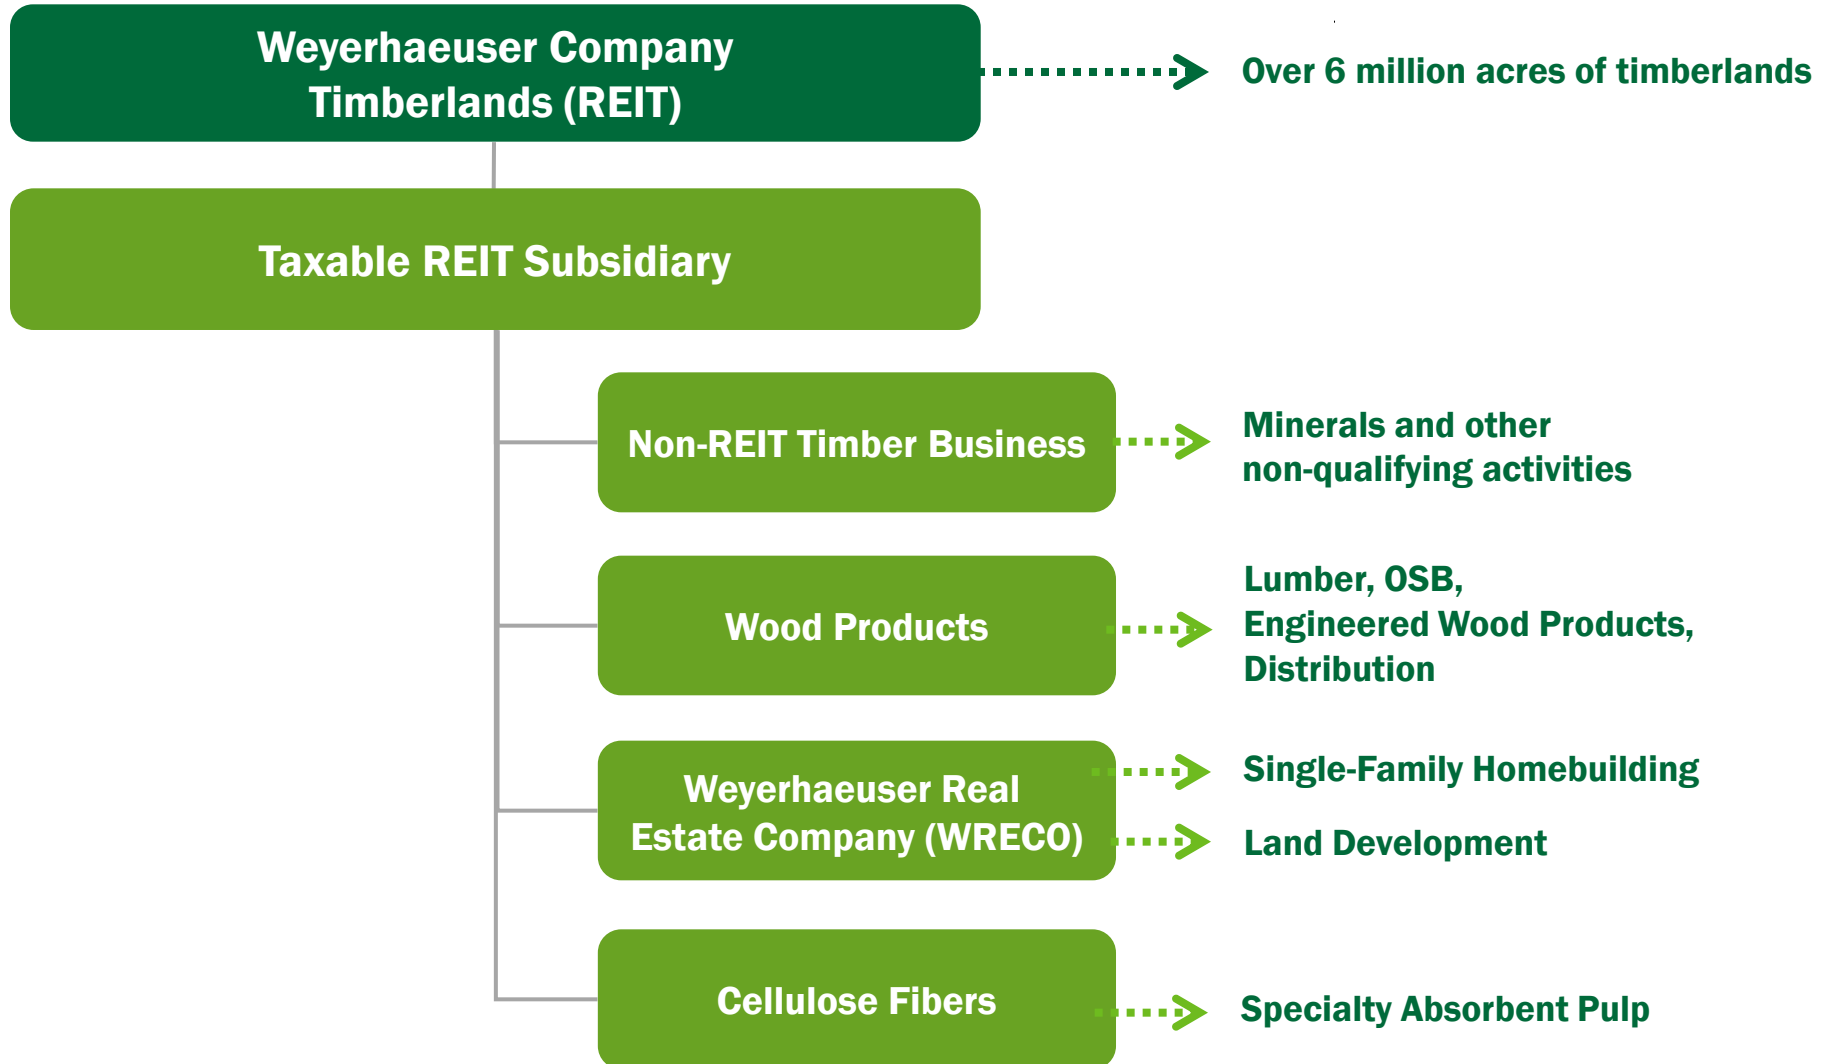 Weyerhaeuser Company
Timberlands (REIT)
Over 6 million acres of timberlands
Taxable REIT Subsidiary
Non-REIT Timber Business
Minerals and other
non-qualifying activities
Wood Products
Lumber, OSB,
Engineered Wood Products,
Distribution
Weyerhaeuser Real
Estate Company (WRECO)
Single-Family Homebuilding
Land Development
Cellulose Fibers
Specialty Absorbent Pulp